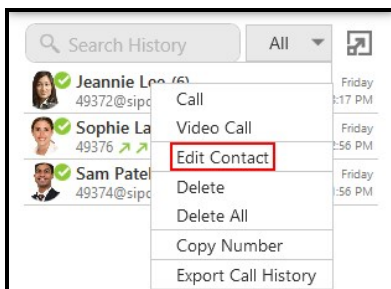 Search History All
Jeannie Lee (6) Friday
49372@sipc :17 PM
Sophie La Friday
49376 :56 PM
Sam Patel Friday
49374@sipc :56 PM
Call
Video Call
Edit Contact
Delete
Delete All
Copy Number
Export Call History